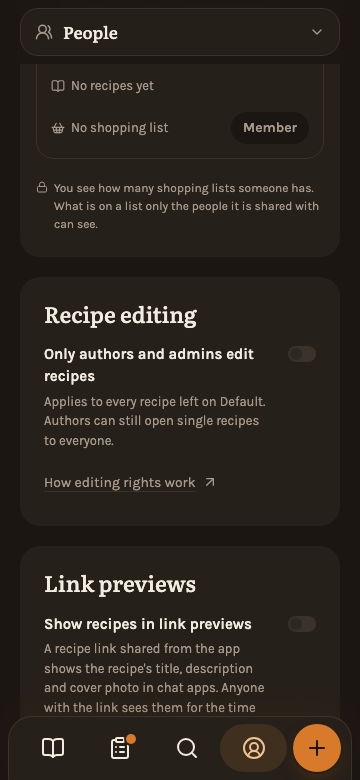 People
No recipes yet
No shopping list
Member
You see how many shopping lists someone has.
What is on a list only the people it is shared with
can see.
Recipe editing
Only authors and admins edit
recipes
Applies to every recipe left on Default.
Authors can still open single recipes
to everyone.
How editing rights work
Link previews
Show recipes in link previews
A recipe link shared from the app
shows the recipe's title, description
and cover photo in chat apps. Anyone
with the link sees them for the time